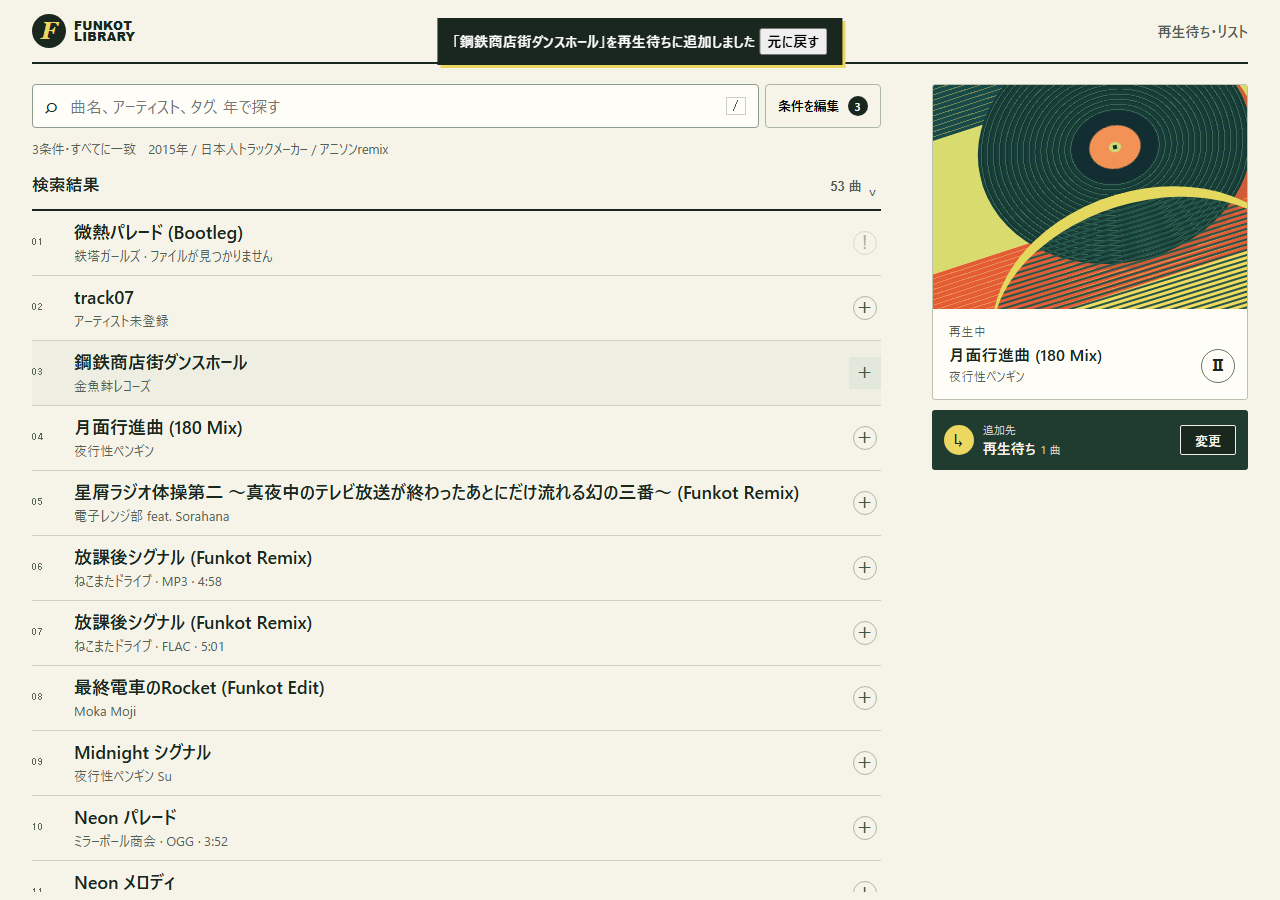 F FUNKOT LIBRARY
「鋼鉄商店街ダンスホール」を再生待ちに追加しました 元に戻す
再生待ち・リスト
曲名、アーティスト、タグ、年で探す /
条件を編集 3
3条件・すべてに一致 2015年 / 日本人トラックメーカー / アニソンremix
検索結果
53 曲
01 微熱パレード (Bootleg)
鉄塔ガールズ · ファイルが見つかりません
!
02 track07
アーティスト未登録
+
03 鋼鉄商店街ダンスホール
金魚鉢レコーズ
+
04 月面行進曲 (180 Mix)
夜行性ペンギン
+
05 星屑ラジオ体操第二 ～真夜中のテレビ放送が終わったあとにだけ流れる幻の三番～ (Funkot Remix)
電子レンジ部 feat. Sorahana
+
06 放課後シグナル (Funkot Remix)
ねこまたドライブ · MP3 · 4:58
+
07 放課後シグナル (Funkot Remix)
ねこまたドライブ · FLAC · 5:01
+
08 最終電車のRocket (Funkot Edit)
Moka Moji
+
09 Midnight シグナル
夜行性ペンギン Su
+
10 Neon パレード
ミラーボール商会 · OGG · 3:52
+
11 Neon メロディ
再生中
月面行進曲 (180 Mix)
夜行性ペンギン
追加先
再生待ち 1 曲
変更